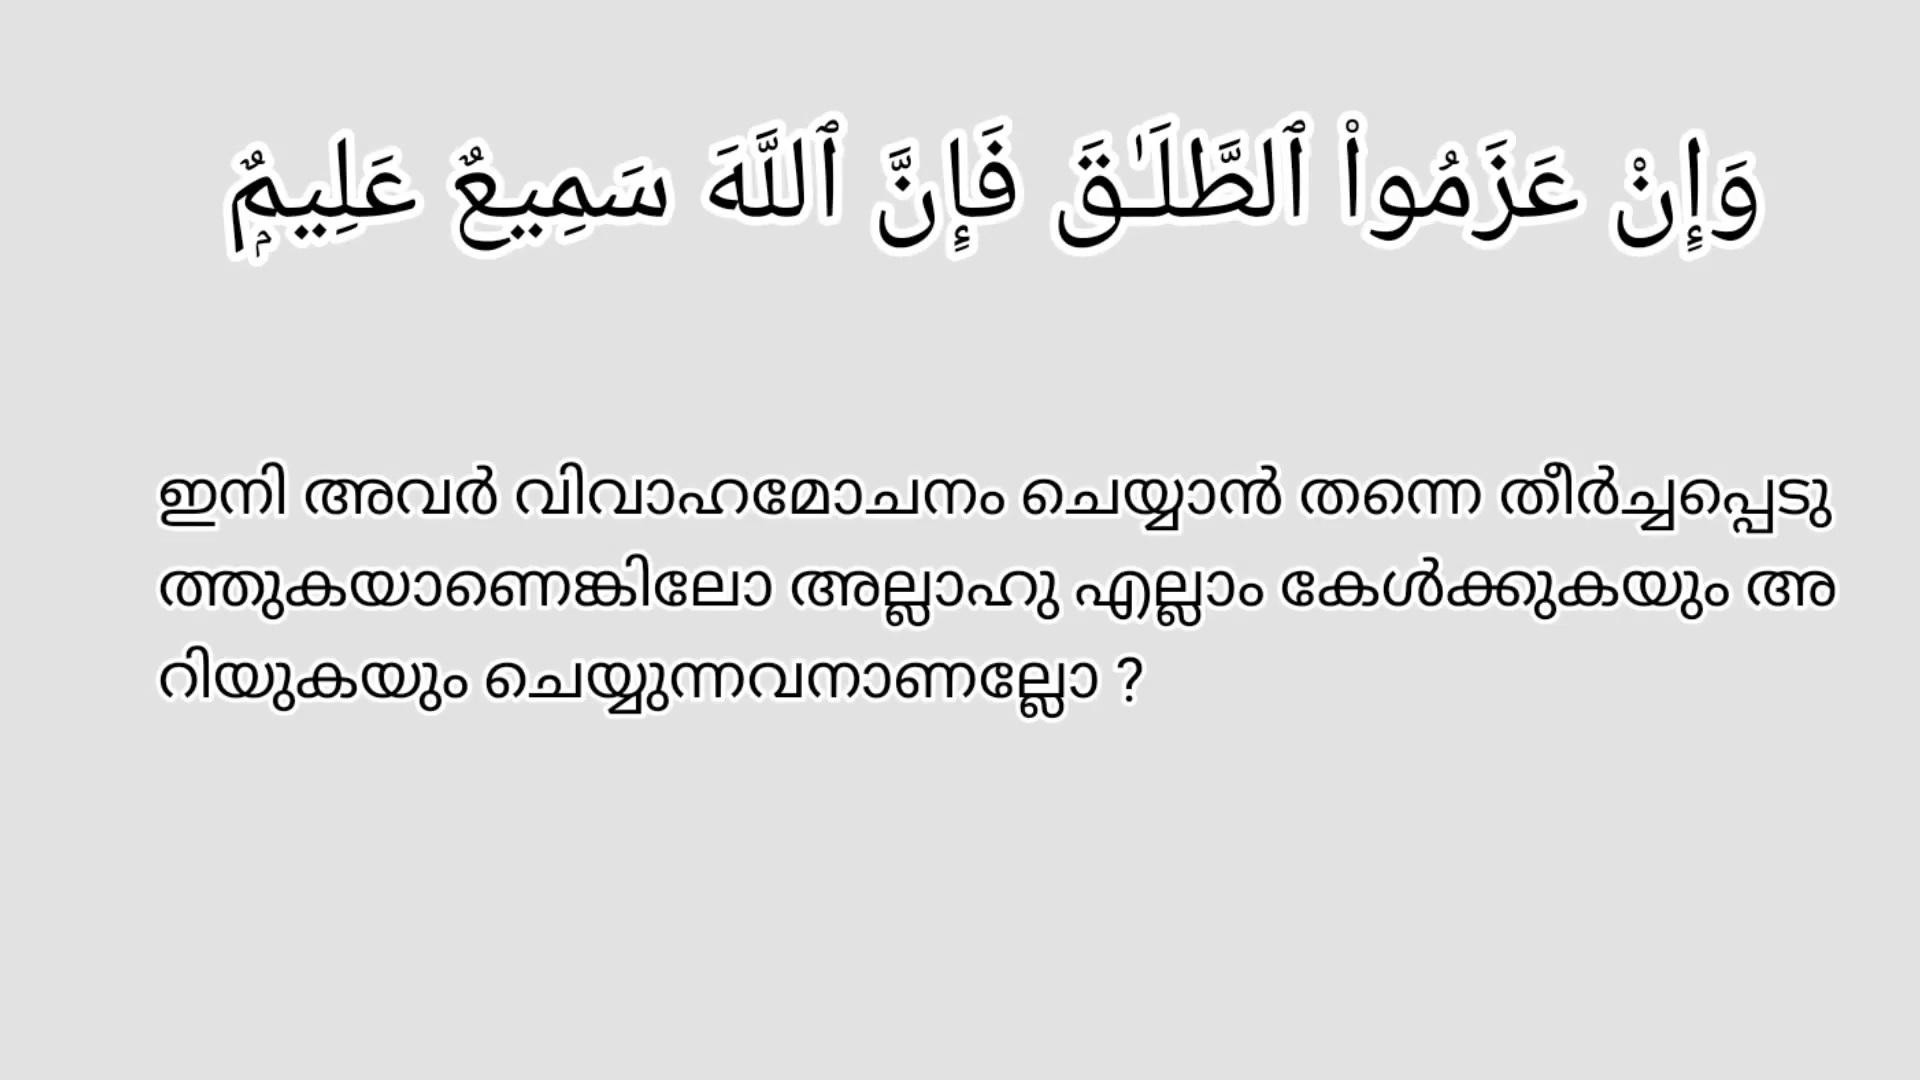 وَإِنْ عَزَمُوا۟ ٱلطَّلَـٰقَ فَإِنَّ ٱللَّهَ سَمِيعٌ عَلِيمٌۭ
ഇനി അവർ വിവാഹമോചനം ചെയ്യാൻ തന്നെ തീർച്ചപ്പെടു
ത്തുകയാണെങ്കിലോ അല്ലാഹു എല്ലാം കേൾക്കുകയും അ
റിയുകയും ചെയ്യുന്നവനാണല്ലോ ?